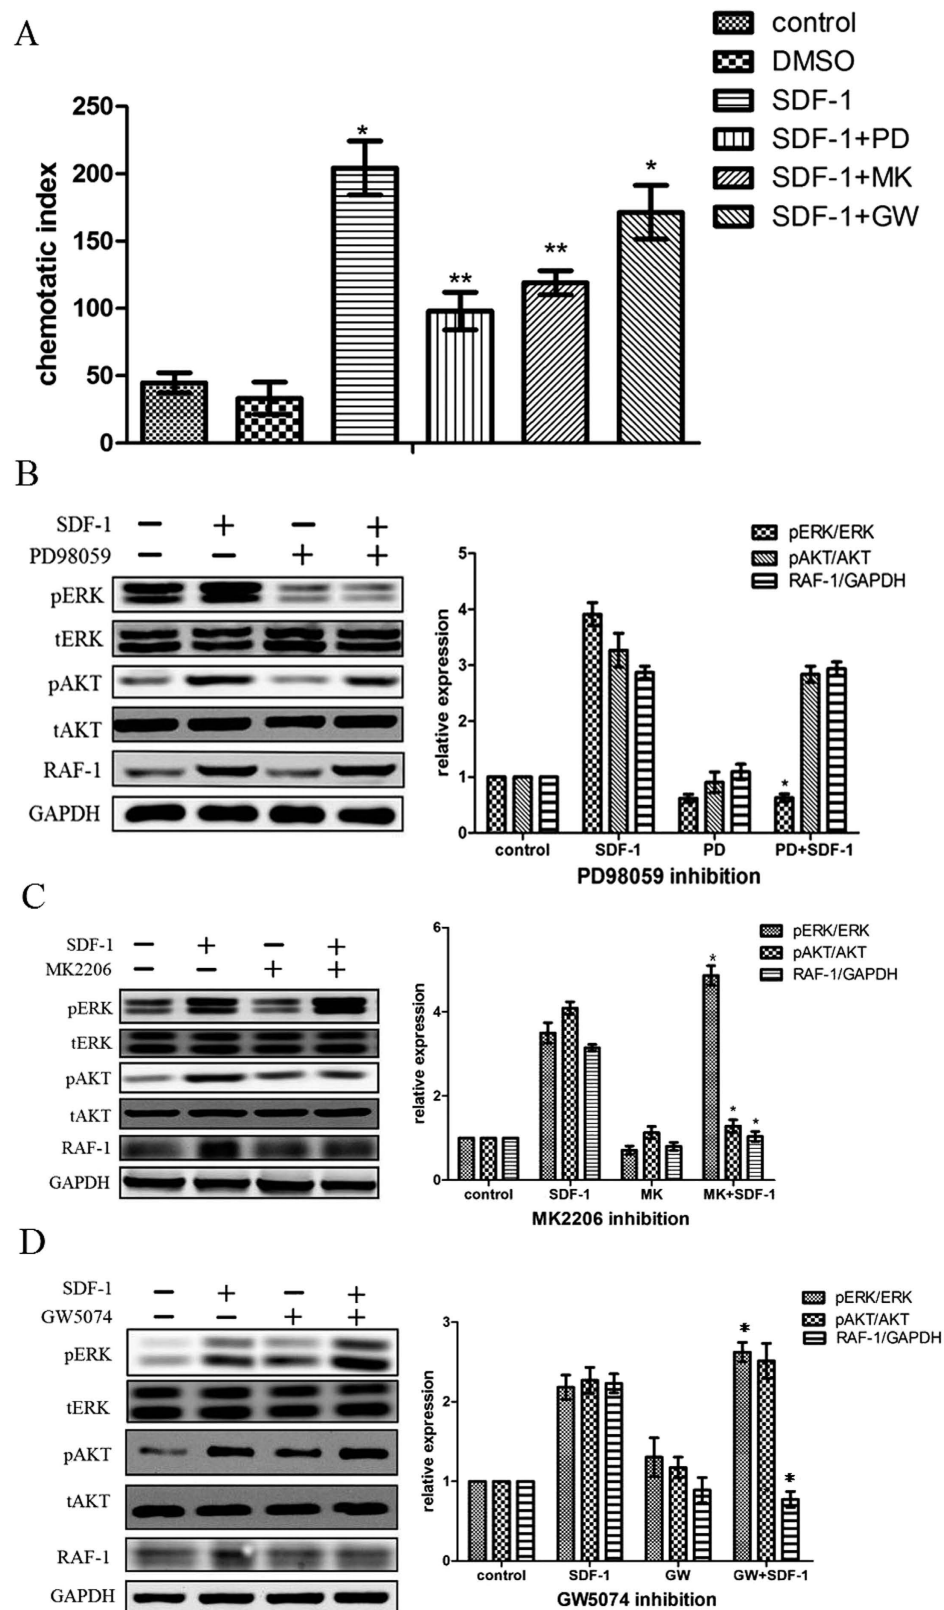 A
control
DMSO
SDF-1
SDF-1+PD
SDF-1+MK
SDF-1+GW
chemotatic index
250
200
150
100
50
0
*
**
**
*
B
SDF-1 − + − +
PD98059 − − + +
pERK
tERK
pAKT
tAKT
RAF-1
GAPDH
pERK/ERK
pAKT/AKT
RAF-1/GAPDH
relative expression
5
4
3
2
1
0
*
control SDF-1 PD PD+SDF-1
PD98059 inhibition
C
SDF-1 − + − +
MK2206 − − + +
pERK
tERK
pAKT
tAKT
RAF-1
GAPDH
pERK/ERK
pAKT/AKT
RAF-1/GAPDH
relative expression
6
4
2
0
*
*
*
control SDF-1 MK MK+SDF-1
MK2206 inhibition
D
SDF-1 − + − +
GW5074 − − + +
pERK
tERK
pAKT
tAKT
RAF-1
GAPDH
pERK/ERK
pAKT/AKT
RAF-1/GAPDH
relative expression
3
2
1
0
*
*
control SDF-1 GW GW+SDF-1
GW5074 inhibition